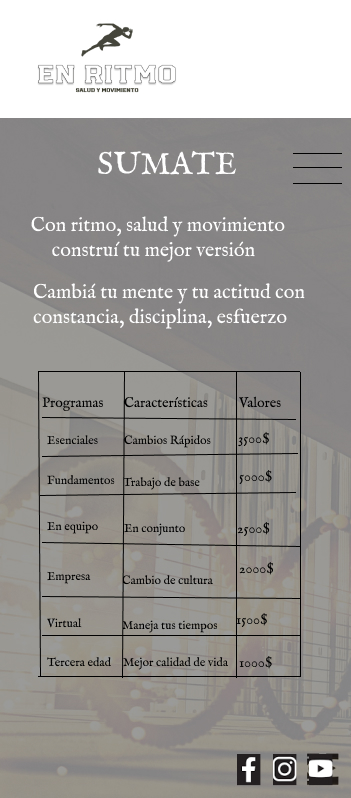 EN RITMO
SALUD Y MOVIMIENTO
SUMATE
Con ritmo, salud y movimiento
construí tu mejor versión
Cambiá tu mente y tu actitud con
constancia, disciplina, esfuerzo
Programas Características Valores
Esenciales Cambios Rápidos 3500$
Fundamentos Trabajo de base 5000$
En equipo En conjunto 2500$
Empresa Cambio de cultura 2000$
Virtual Maneja tus tiempos 1500$
Tercera edad Mejor calidad de vida 1000$